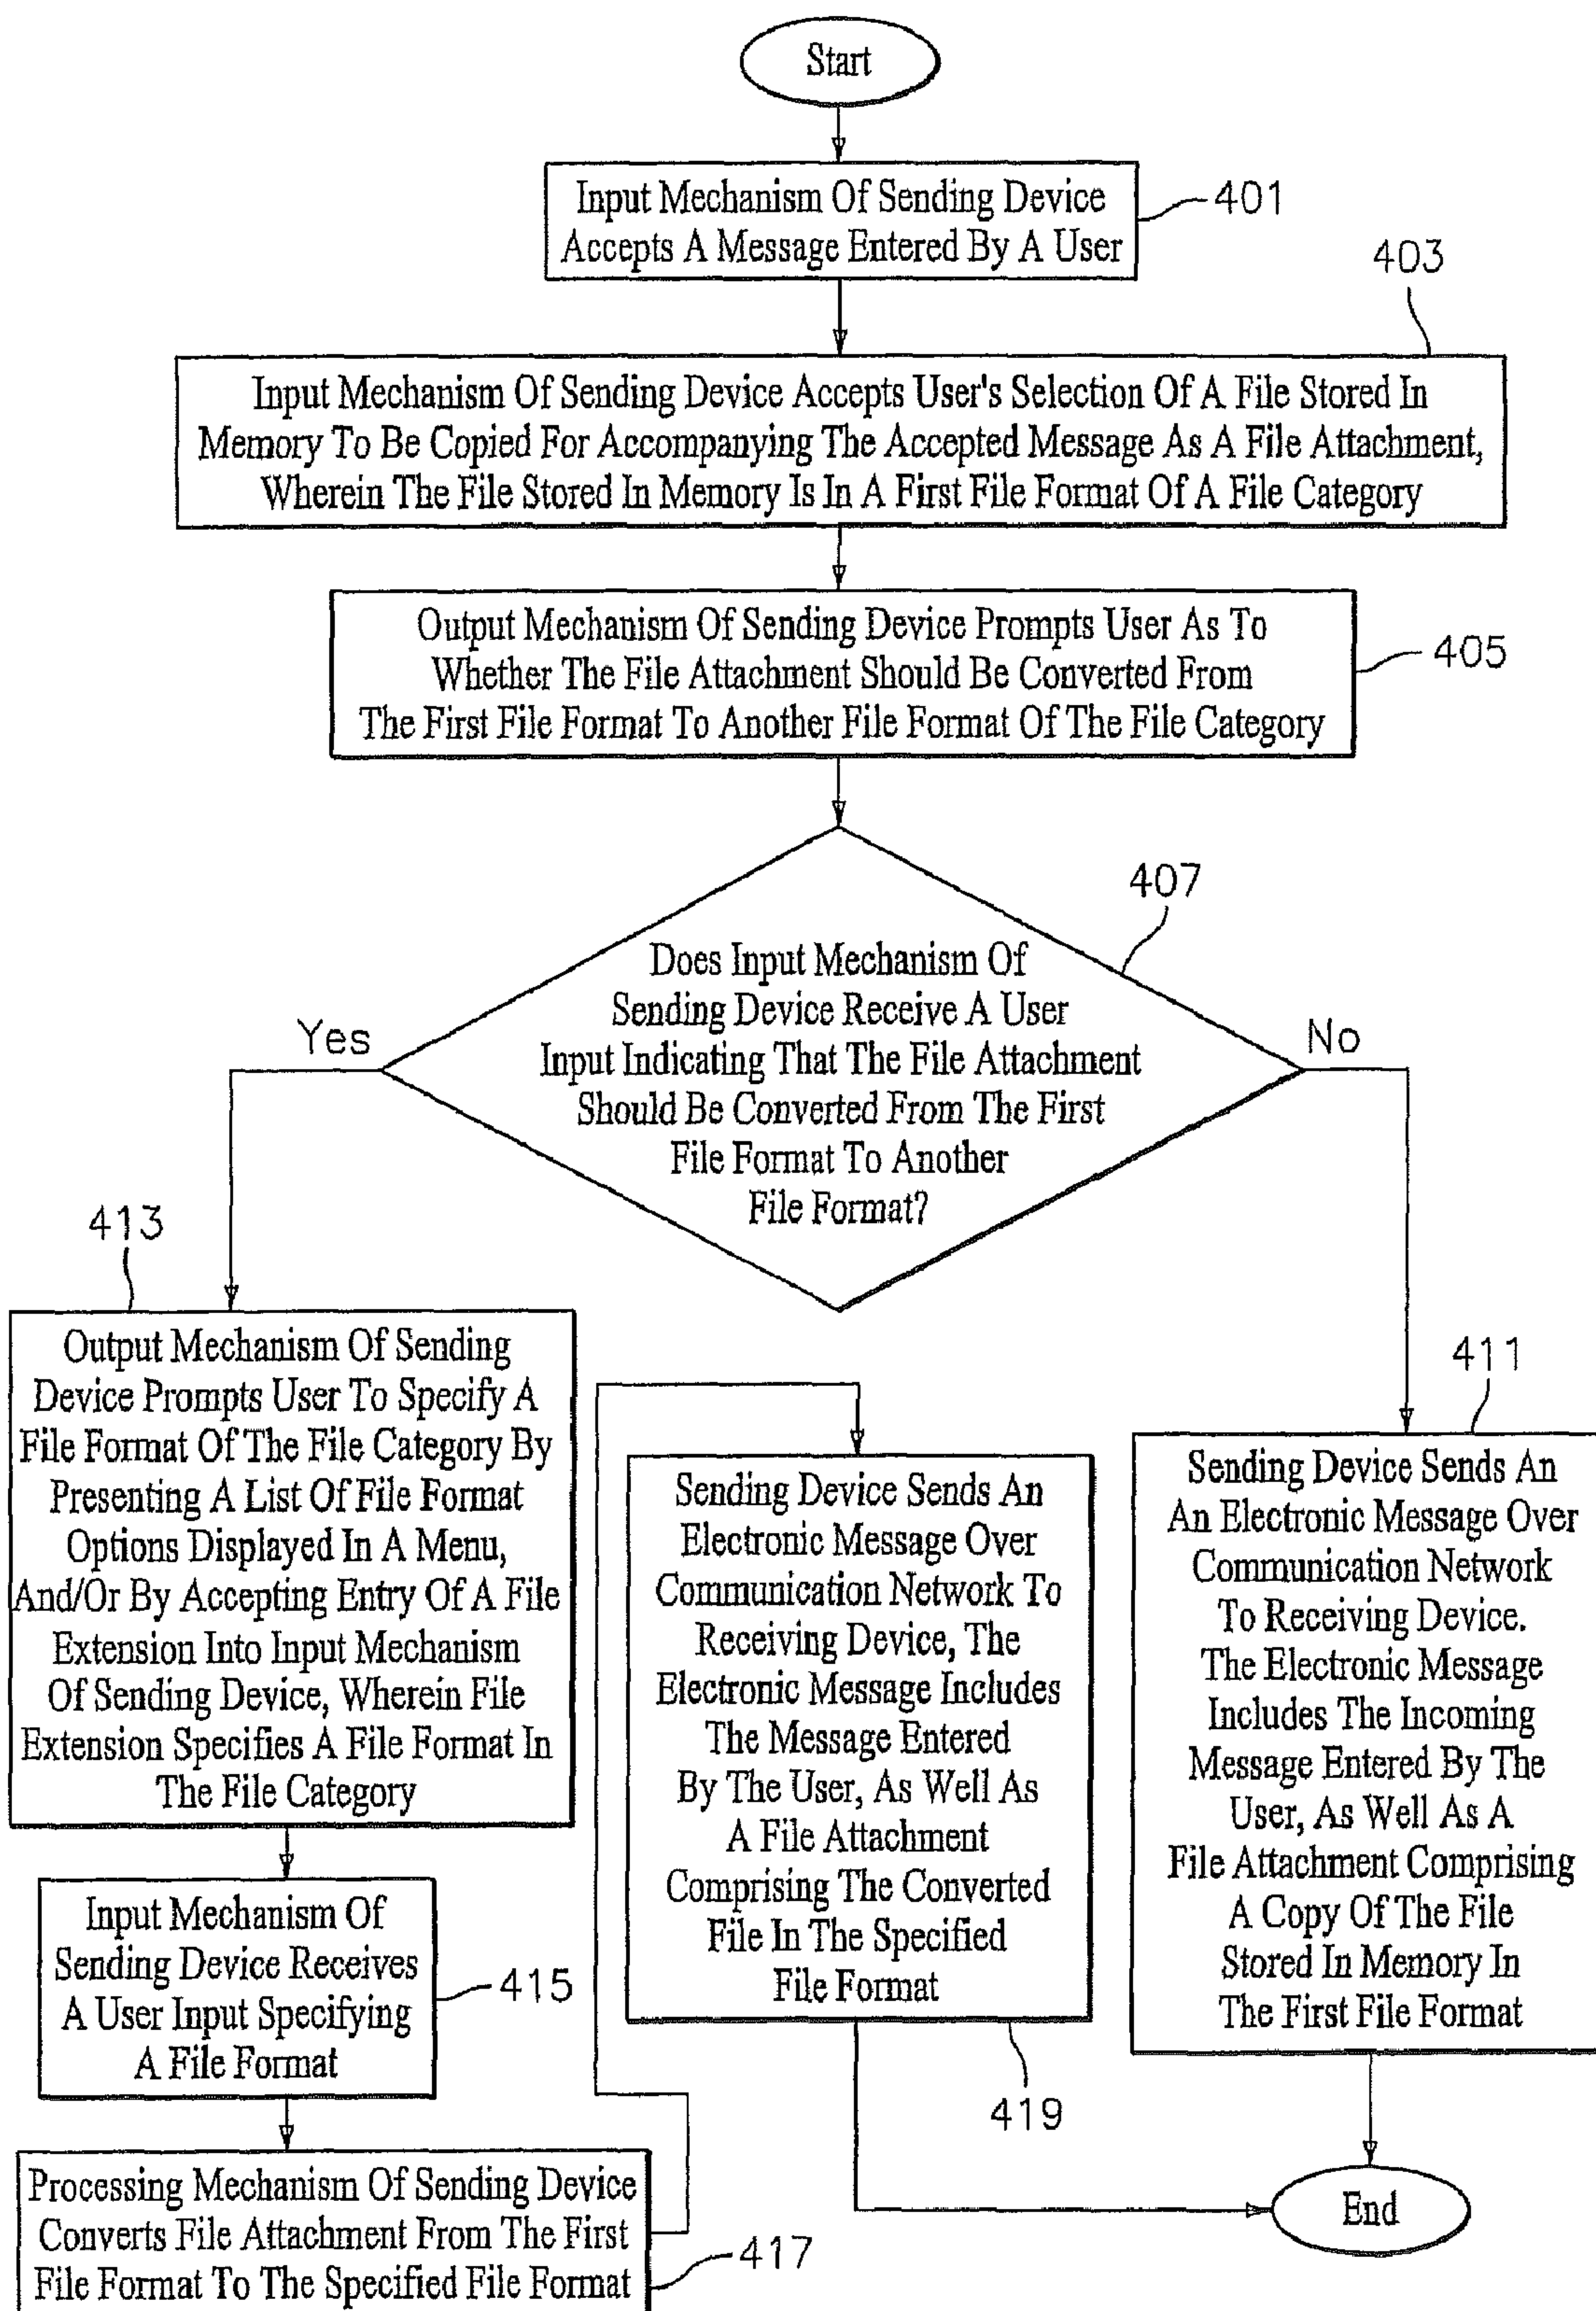 Start
Input Mechanism Of Sending Device
Accepts A Message Entered By A User
401
403
Input Mechanism Of Sending Device Accepts User's Selection Of A File Stored In
Memory To Be Copied For Accompanying The Accepted Message As A File Attachment,
Wherein The File Stored In Memory Is In A First File Format Of A File Category
Output Mechanism Of Sending Device Prompts User As To
Whether The File Attachment Should Be Converted From
The First File Format To Another File Format Of The File Category
405
407
Does Input Mechanism Of
Sending Device Receive A User
Input Indicating That The File Attachment
Should Be Converted From The First
File Format To Another
File Format?
Yes
No
413
Output Mechanism Of Sending
Device Prompts User To Specify A
File Format Of The File Category By
Presenting A List Of File Format
Options Displayed In A Menu,
And/Or By Accepting Entry Of A File
Extension Into Input Mechanism
Of Sending Device, Wherein File
Extension Specifies A File Format In
The File Category
Input Mechanism Of
Sending Device Receives
A User Input Specifying
A File Format
415
Processing Mechanism Of Sending Device
Converts File Attachment From The First
File Format To The Specified File Format
417
Sending Device Sends An
Electronic Message Over
Communication Network To
Receiving Device, The
Electronic Message Includes
The Message Entered
By The User, As Well As
A File Attachment
Comprising The Converted
File In The Specified
File Format
419
411
Sending Device Sends An
An Electronic Message Over
Communication Network
To Receiving Device.
The Electronic Message
Includes The Incoming
Message Entered By The
User, As Well As A
File Attachment Comprising
A Copy Of The File
Stored In Memory In
The First File Format
End